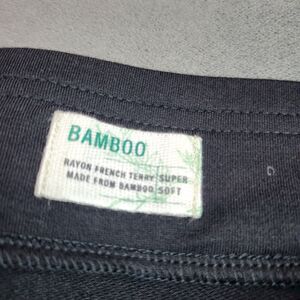 BAMBOO
RAYON FRENCH TERRY SUPER
MADE FROM BAMBOO SOFT